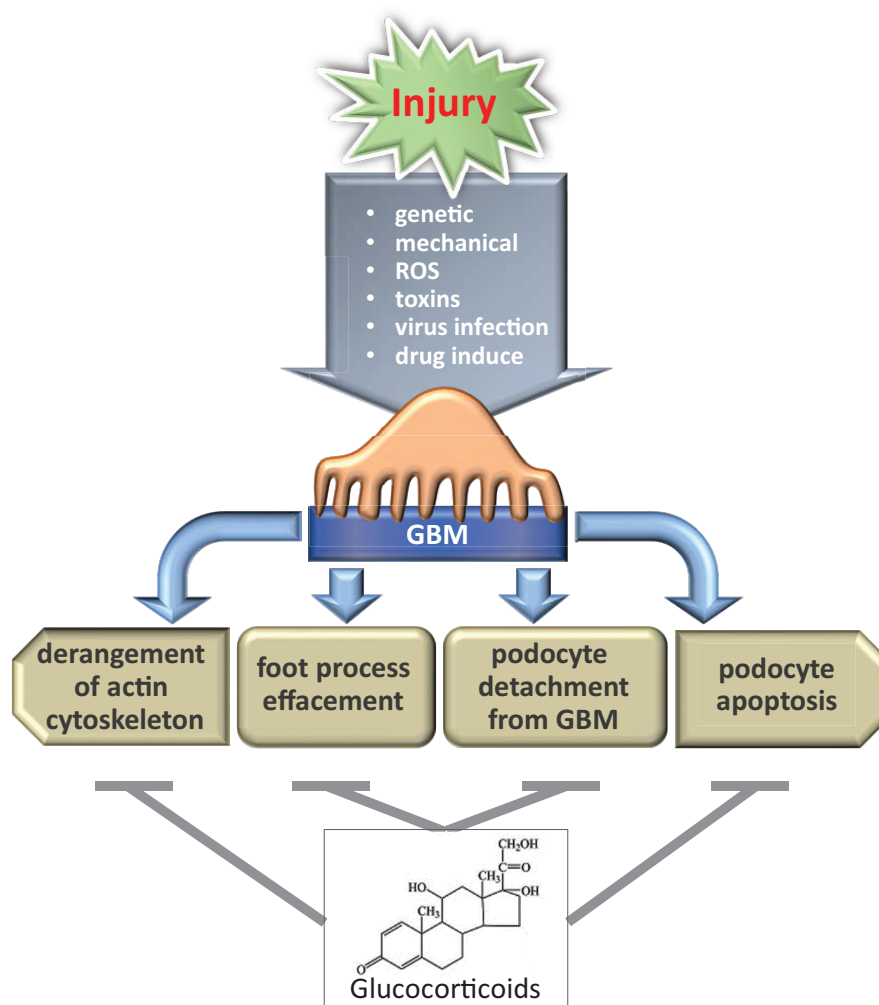 Injury
• genetic
• mechanical
• ROS
• toxins
• virus infection
• drug induce
GBM
derangement
of actin
cytoskeleton
foot process
effacement
podocyte
detachment
from GBM
podocyte
apoptosis
CH₂OH
C=O
CH₃
OH
HO
CH₃
O
Glucocorticoids